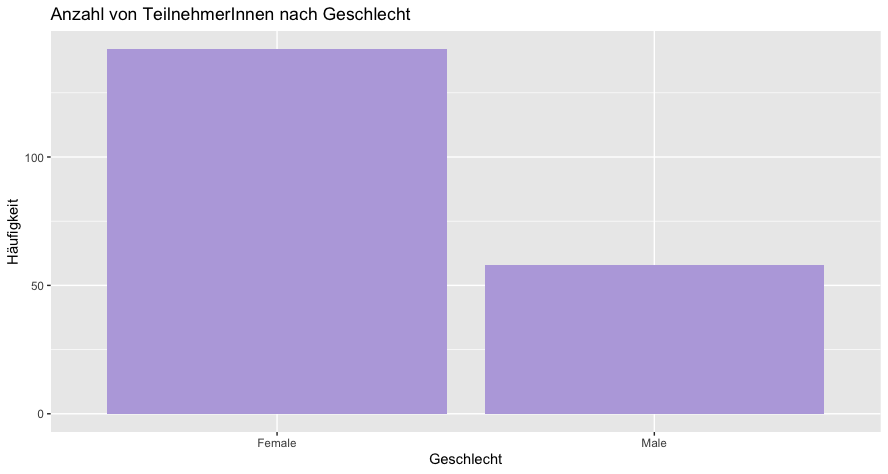 Anzahl von TeilnehmerInnen nach Geschlecht
Häufigkeit
100
50
0
Female
Male
Geschlecht